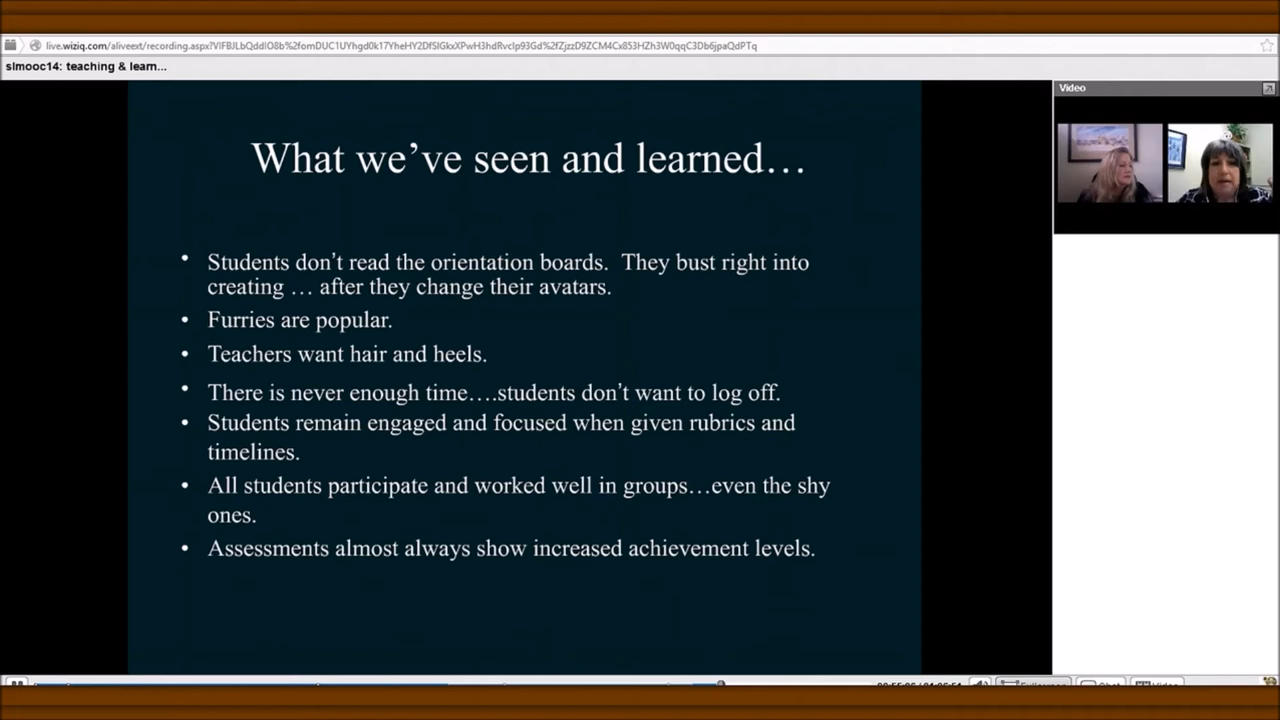 live.wiziq.com/aliveext/recording.aspx?
slmooc14: teaching & learn...
Video
What we’ve seen and learned…
• Students don’t read the orientation boards.  They bust right into
creating … after they change their avatars.
• Furries are popular.
• Teachers want hair and heels.
• There is never enough time….students don’t want to log off.
• Students remain engaged and focused when given rubrics and
timelines.
• All students participate and worked well in groups…even the shy
ones.
• Assessments almost always show increased achievement levels.